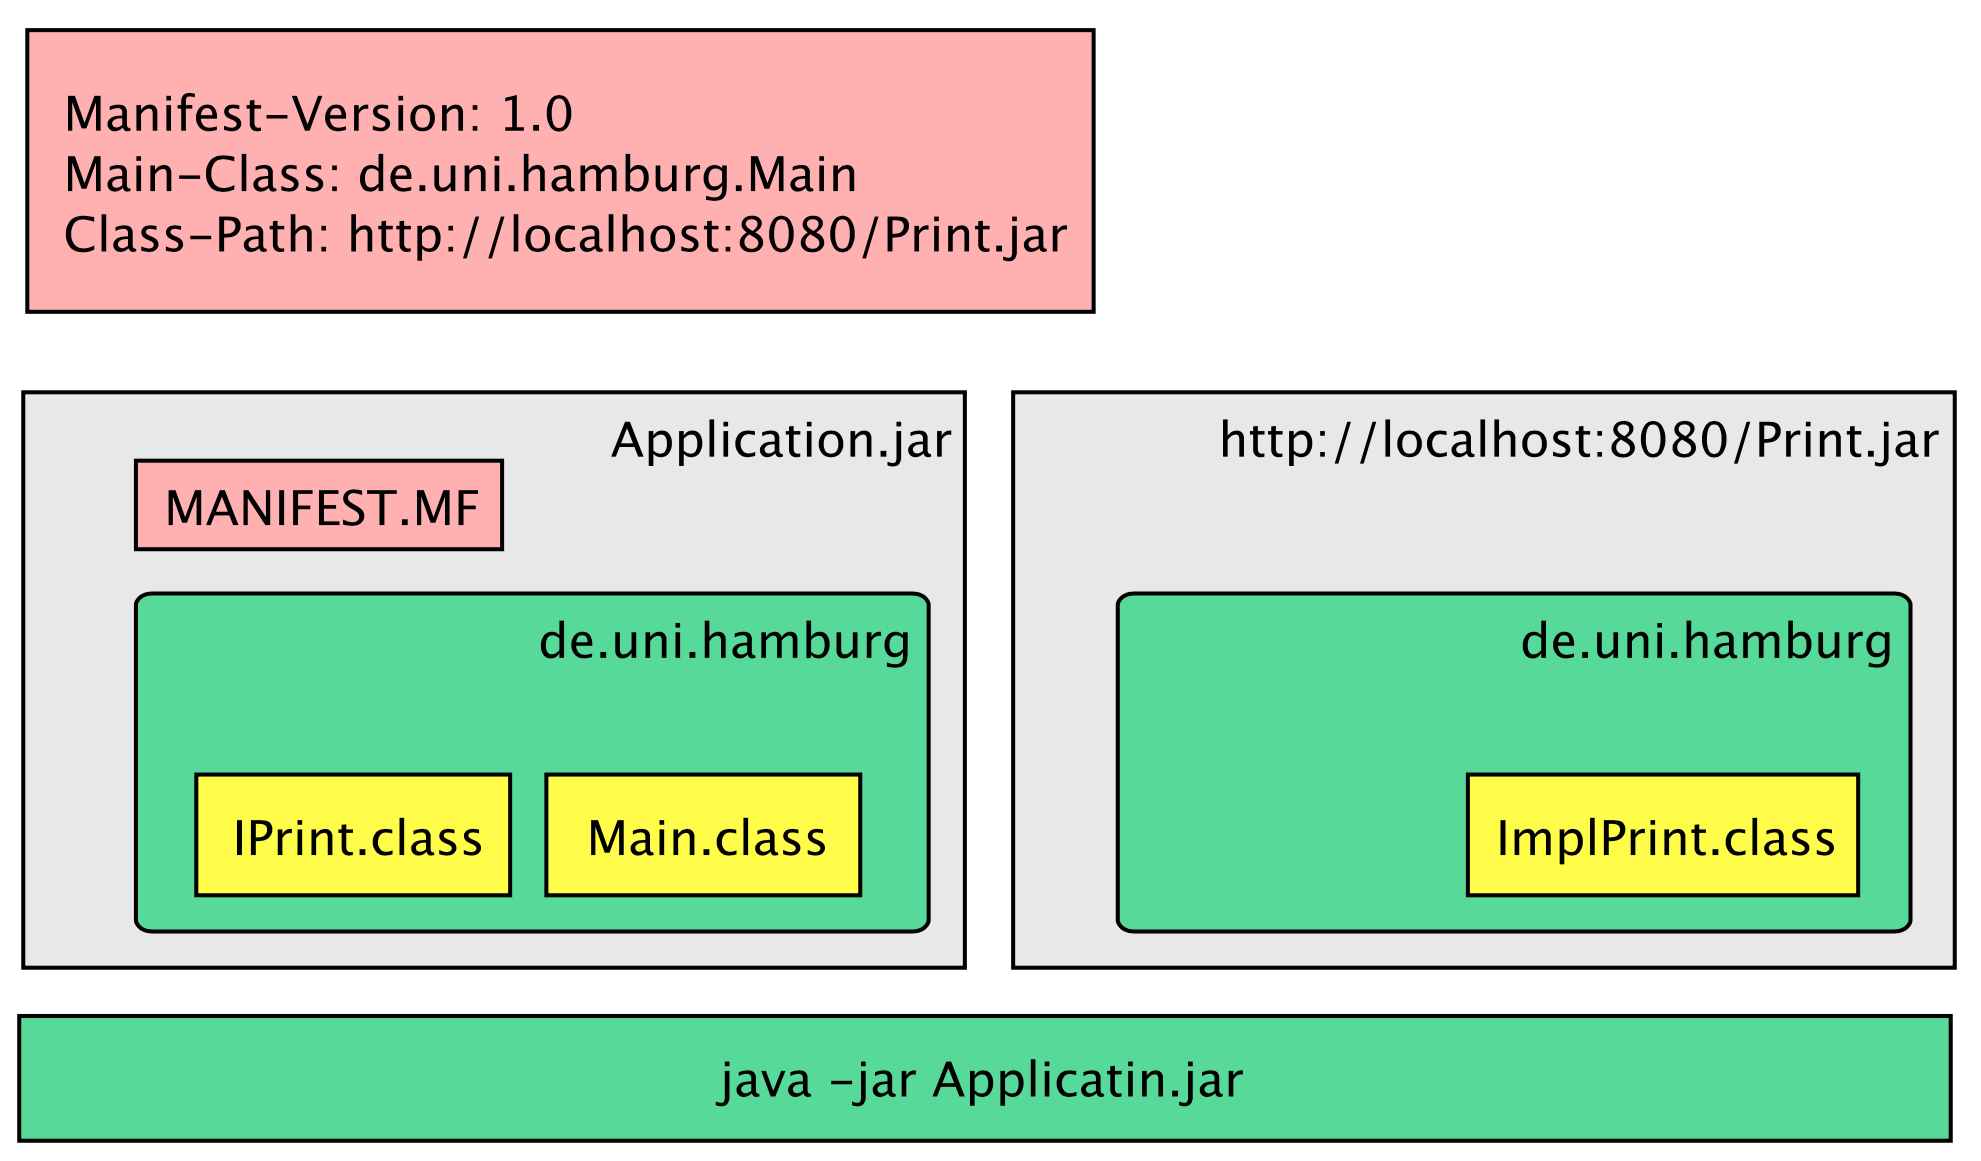 Manifest-Version: 1.0
Main-Class: de.uni.hamburg.Main
Class-Path: http://localhost:8080/Print.jar
Application.jar
MANIFEST.MF
de.uni.hamburg
IPrint.class
Main.class
http://localhost:8080/Print.jar
de.uni.hamburg
ImplPrint.class
java -jar Applicatin.jar